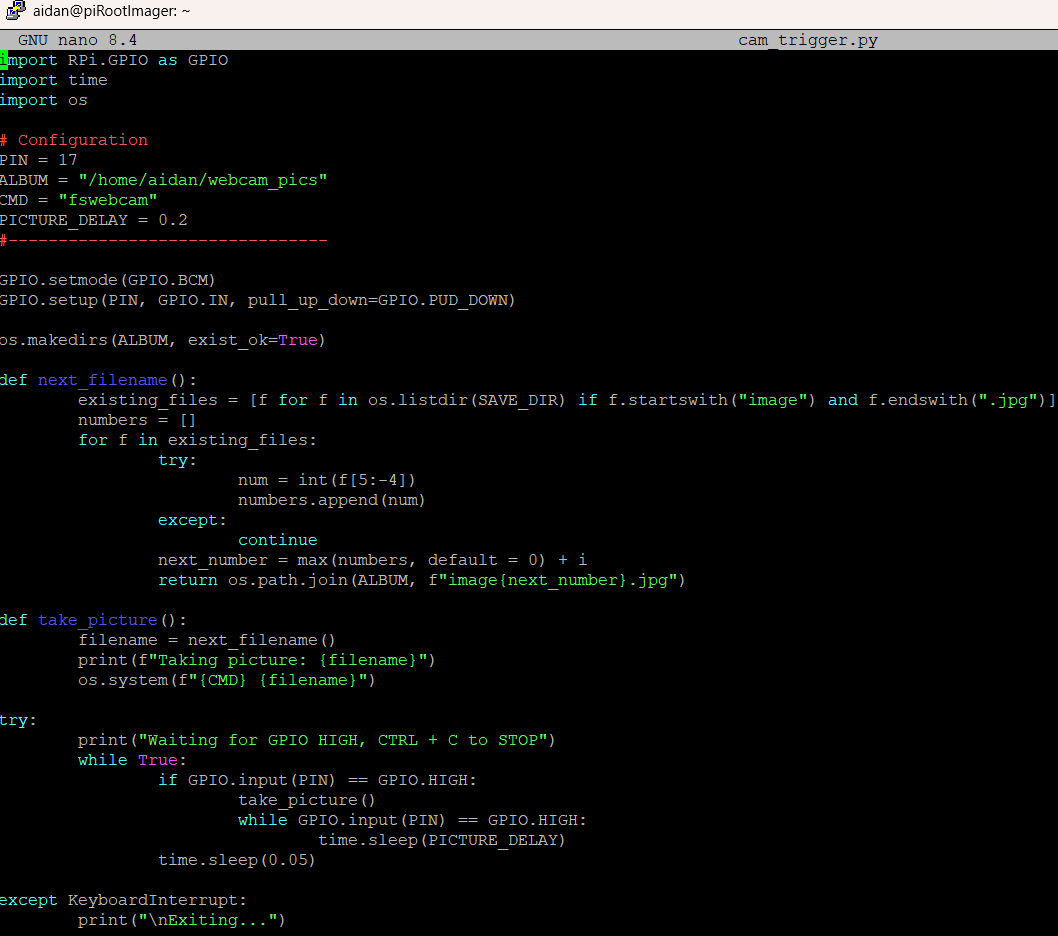 aidan@piRootImager: ~
GNU nano 8.4 cam_trigger.py
import RPi.GPIO as GPIO
import time
import os
# Configuration
PIN = 17
ALBUM = "/home/aidan/webcam_pics"
CMD = "fswebcam"
PICTURE_DELAY = 0.2
#--------------------------------
GPIO.setmode(GPIO.BCM)
GPIO.setup(PIN, GPIO.IN, pull_up_down=GPIO.PUD_DOWN)
os.makedirs(ALBUM, exist_ok=True)
def next_filename():
        existing_files = [f for f in os.listdir(SAVE_DIR) if f.startswith("image") and f.endswith(".jpg")]
        numbers = []
        for f in existing_files:
                try:
                        num = int(f[5:-4])
                        numbers.append(num)
                except:
                        continue
                next_number = max(numbers, default = 0) + i
                return os.path.join(ALBUM, f"image{next_number}.jpg")
def take_picture():
        filename = next_filename()
        print(f"Taking picture: {filename}")
        os.system(f"{CMD} {filename}")
try:
        print("Waiting for GPIO HIGH, CTRL + C to STOP")
        while True:
                if GPIO.input(PIN) == GPIO.HIGH:
                        take_picture()
                        while GPIO.input(PIN) == GPIO.HIGH:
                                time.sleep(PICTURE_DELAY)
                time.sleep(0.05)
except KeyboardInterrupt:
        print("\nExiting...")